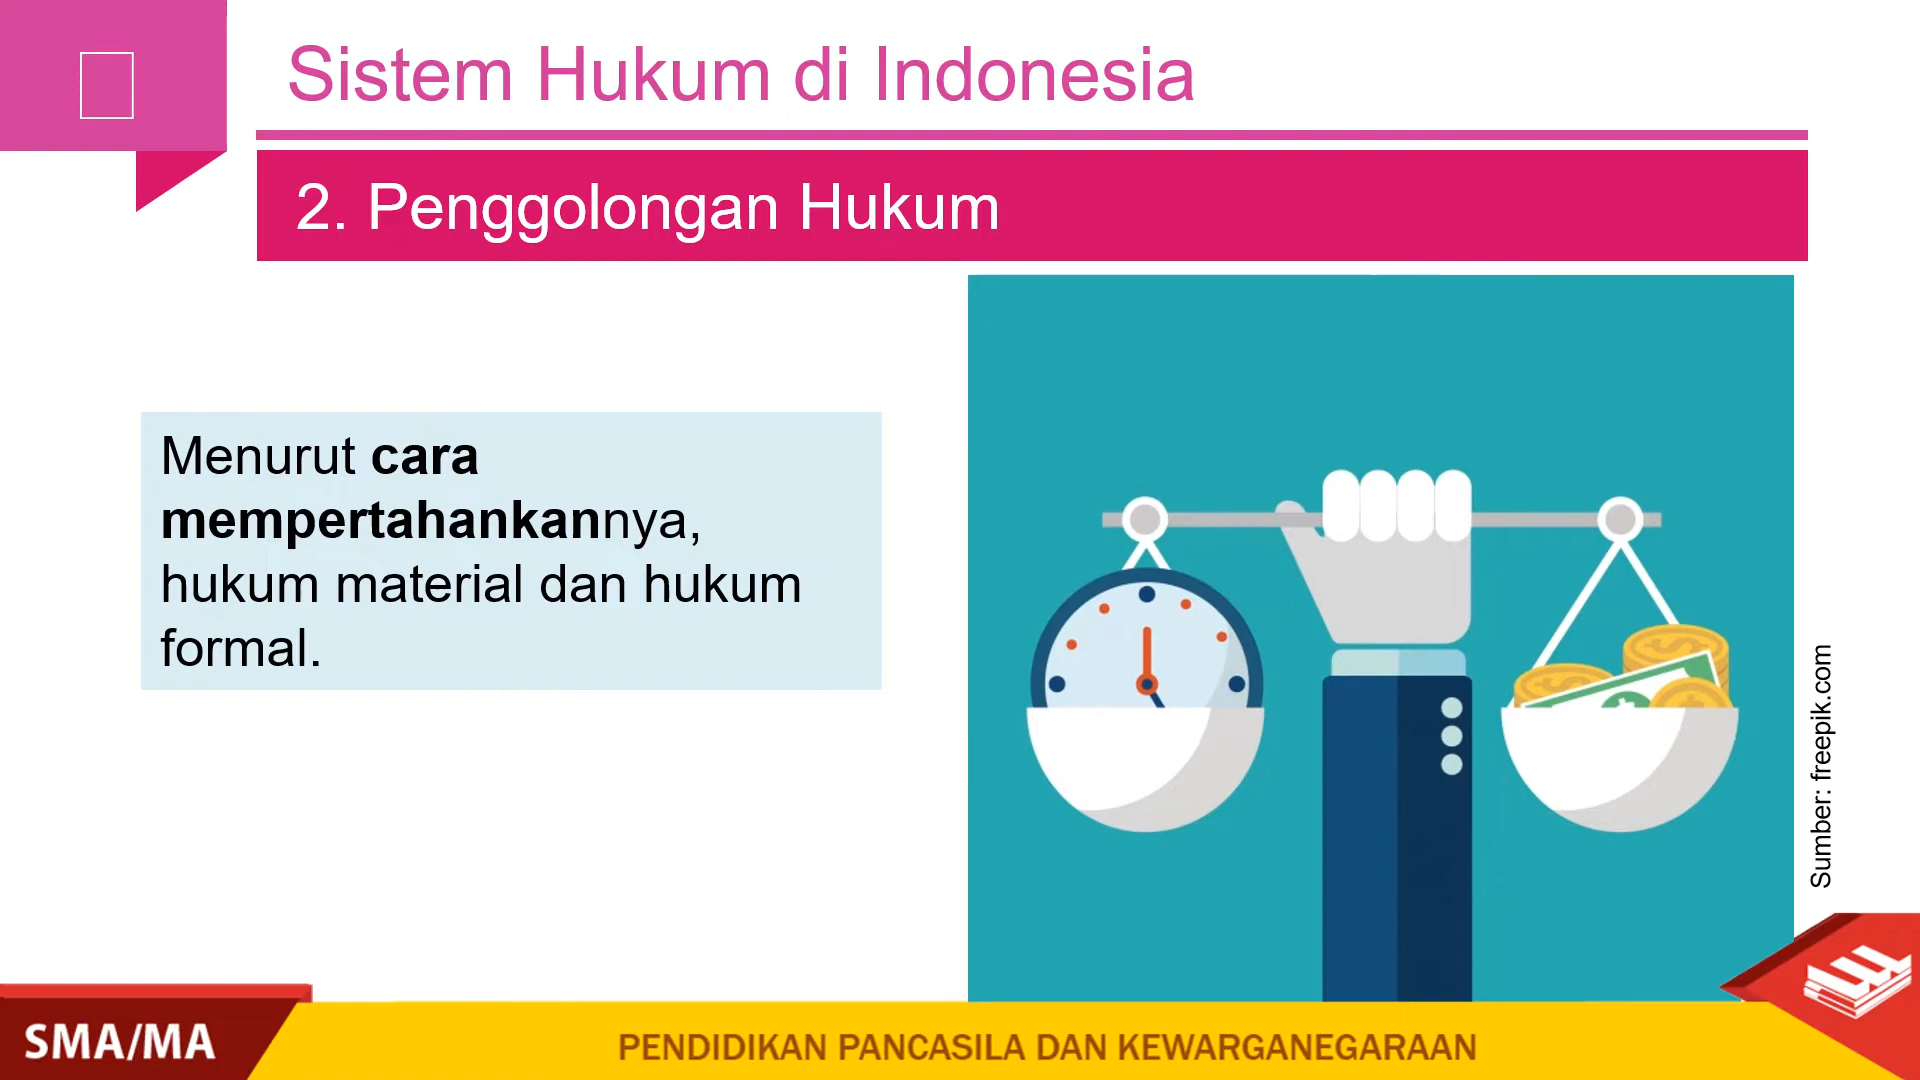 Sistem Hukum di Indonesia
2. Penggolongan Hukum
Menurut cara
mempertahankannya,
hukum material dan hukum
formal.
Sumber: freepik.com
SMA/MA
PENDIDIKAN PANCASILA DAN KEWARGANEGARAAN